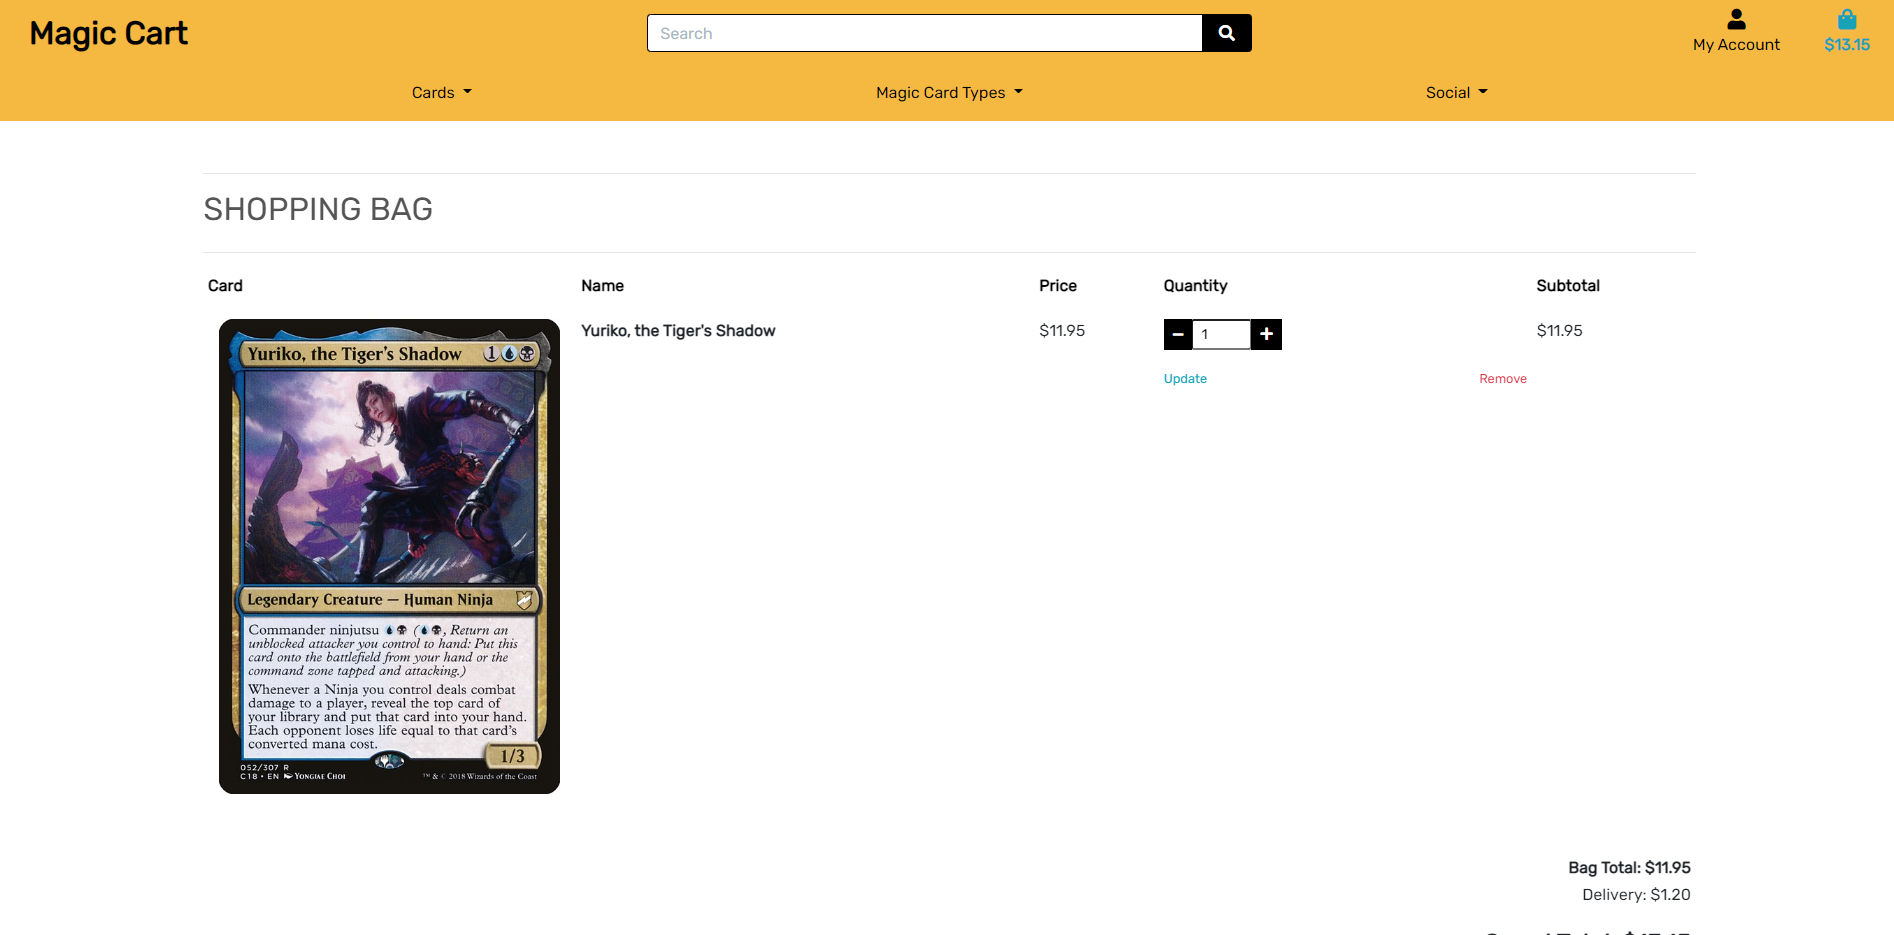 Magic Cart
Search
My Account
$13.15
Cards
Magic Card Types
Social
SHOPPING BAG
Card Name Price Quantity Subtotal
Yuriko, the Tiger's Shadow
$11.95
1
$11.95
Update
Remove
Yuriko, the Tiger's Shadow 1
Legendary Creature — Human Ninja
Commander ninjutsu (, Return an
unblocked attacker you control to hand: Put this
card onto the battlefield from your hand or the
command zone tapped and attacking.)
Whenever a Ninja you control deals combat
damage to a player, reveal the top card of
your library and put that card into your hand.
Each opponent loses life equal to that card's
converted mana cost.
1/3
052/307 R
C18 • EN YONGJAE CHOI
™ & © 2018 Wizards of the Coast
Bag Total: $11.95
Delivery: $1.20